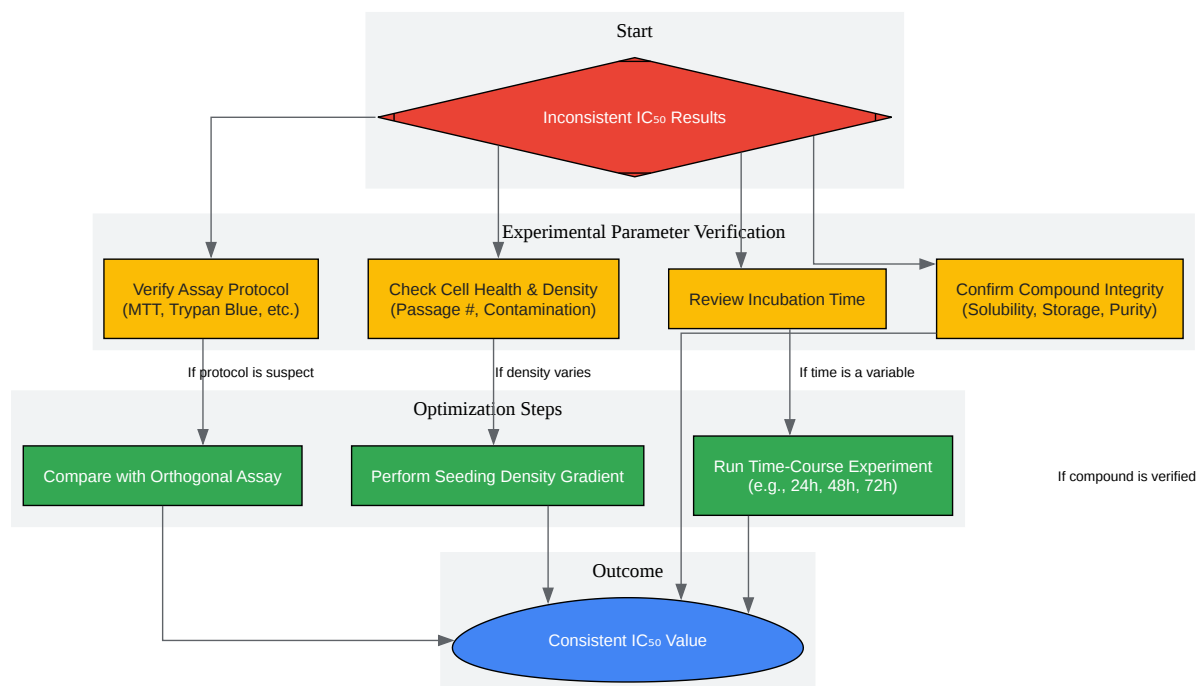 Start
Inconsistent IC₅₀ Results
Experimental Parameter Verification
Verify Assay Protocol
(MTT, Trypan Blue, etc.)
Check Cell Health & Density
(Passage #, Contamination)
Review Incubation Time
Confirm Compound Integrity
(Solubility, Storage, Purity)
If protocol is suspect
If density varies
If time is a variable
Optimization Steps
Compare with Orthogonal Assay
Perform Seeding Density Gradient
Run Time-Course Experiment
(e.g., 24h, 48h, 72h)
If compound is verified
Outcome
Consistent IC₅₀ Value